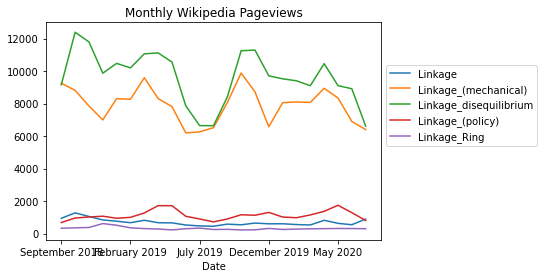 Monthly Wikipedia Pageviews
12000
10000
8000
6000
4000
2000
0
September 2018 February 2019 July 2019 December 2019 May 2020
Date
Linkage
Linkage_(mechanical)
Linkage_disequilibrium
Linkage_(policy)
Linkage_Ring